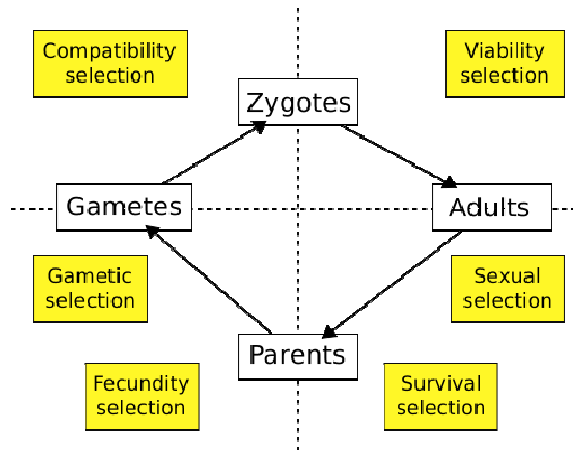 Compatibility
selection
Viability
selection
Zygotes
Gametes
Adults
Gametic
selection
Sexual
selection
Parents
Fecundity
selection
Survival
selection